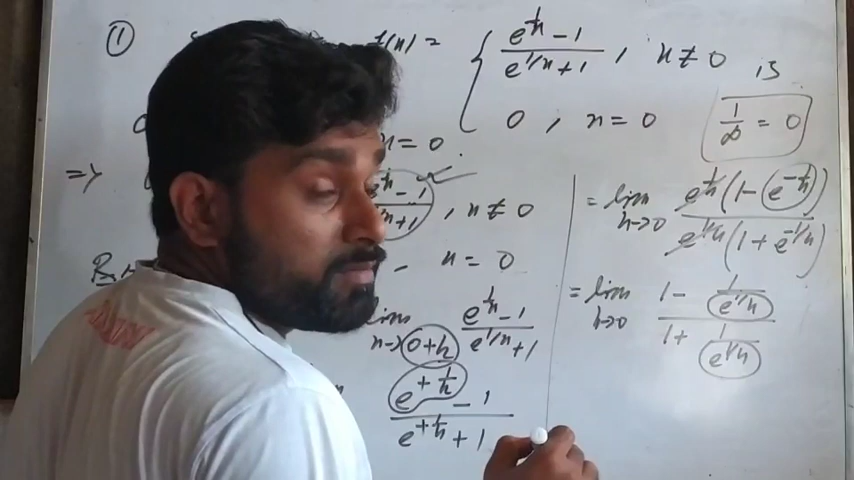 ① f(x) = { (e^{1/x} - 1)/(e^{1/x} + 1), x ≠ 0
is
0, x = 0
1/∞ = 0
x = 0
=> e^{1/x} - 1 / e^{1/x} + 1, x ≠ 0
, x = 0
lim x→0+h (e^{1/x} - 1)/(e^{1/x} + 1)
(e^{+1/h} - 1)/(e^{+1/h} + 1)
= lim h→0 e^{1/h}(1 - e^{-1/h}) / e^{1/h}(1 + e^{-1/h})
= lim h→0 (1 - 1/e^{1/h})/(1 + 1/e^{1/h})